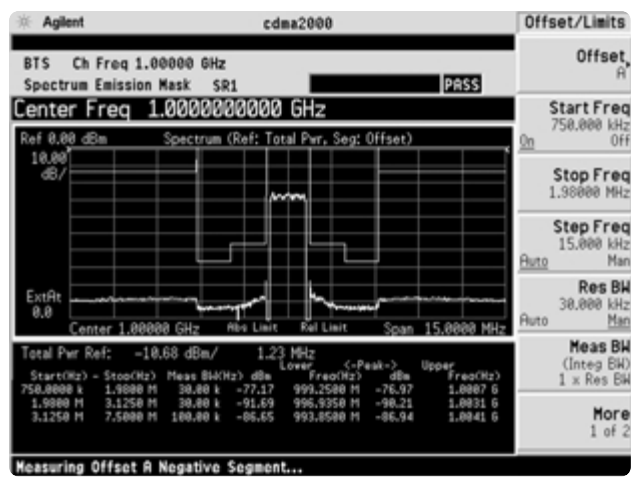 Agilent cdma2000 Offset/Limits
BTS Ch Freq 1.00000 GHz
Spectrum Emission Mask SR1 PASS
Center Freq 1.0000000000 GHz
Ref 0.00 dBm Spectrum (Ref: Total Pwr, Seg: Offset)
10.00
dB/
ExtAt
0.0
Center 1.00000 GHz Abs Limit Rel Limit Span 15.0000 MHz
Total Pwr Ref: -10.68 dBm/ 1.23 MHz
Lower <-Peak-> Upper
Start(Hz) - Stop(Hz) Meas BW(Hz) dBm Freq(Hz) dBm Freq(Hz)
750.0000 k 1.9800 M 30.00 k -77.17 999.2500 M -76.97 1.0007 G
1.9800 M 3.1250 M 30.00 k -91.69 996.9350 M -90.21 1.0031 G
3.1250 M 7.5000 M 100.00 k -86.65 993.8500 M -86.94 1.0041 G
Measuring Offset A Negative Segment...
Offset
A
Start Freq
750.000 kHz
On Off
Stop Freq
1.98000 MHz
Step Freq
15.000 kHz
Auto Man
Res BW
30.000 kHz
Auto Man
Meas BW
(Integ BW)
1 x Res BW
More
1 of 2